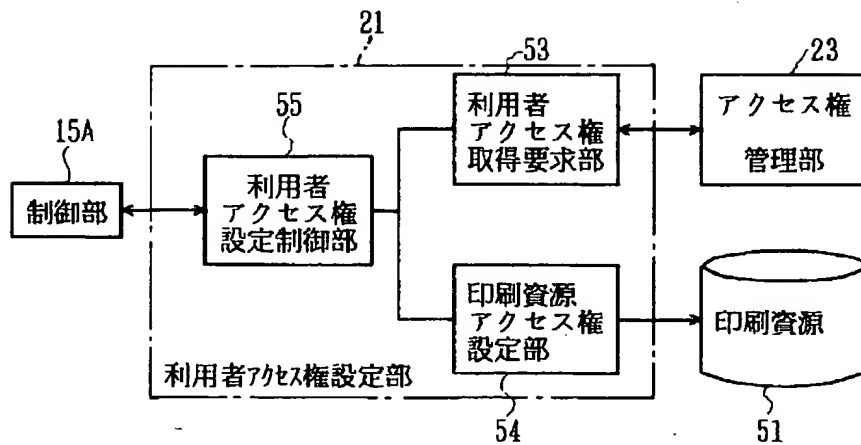 21
53
23
利用者
アクセス権
取得要求部
アクセス権
管理部
55
15A
利用者
アクセス権
設定制御部
制御部
印刷資源
アクセス権
設定部
印刷資源
利用者アクセス権設定部
54
51